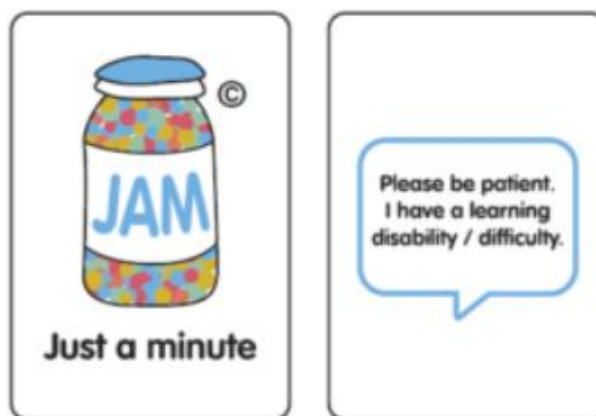 ©
JAM
Just a minute
Please be patient.
I have a learning
disability / difficulty.